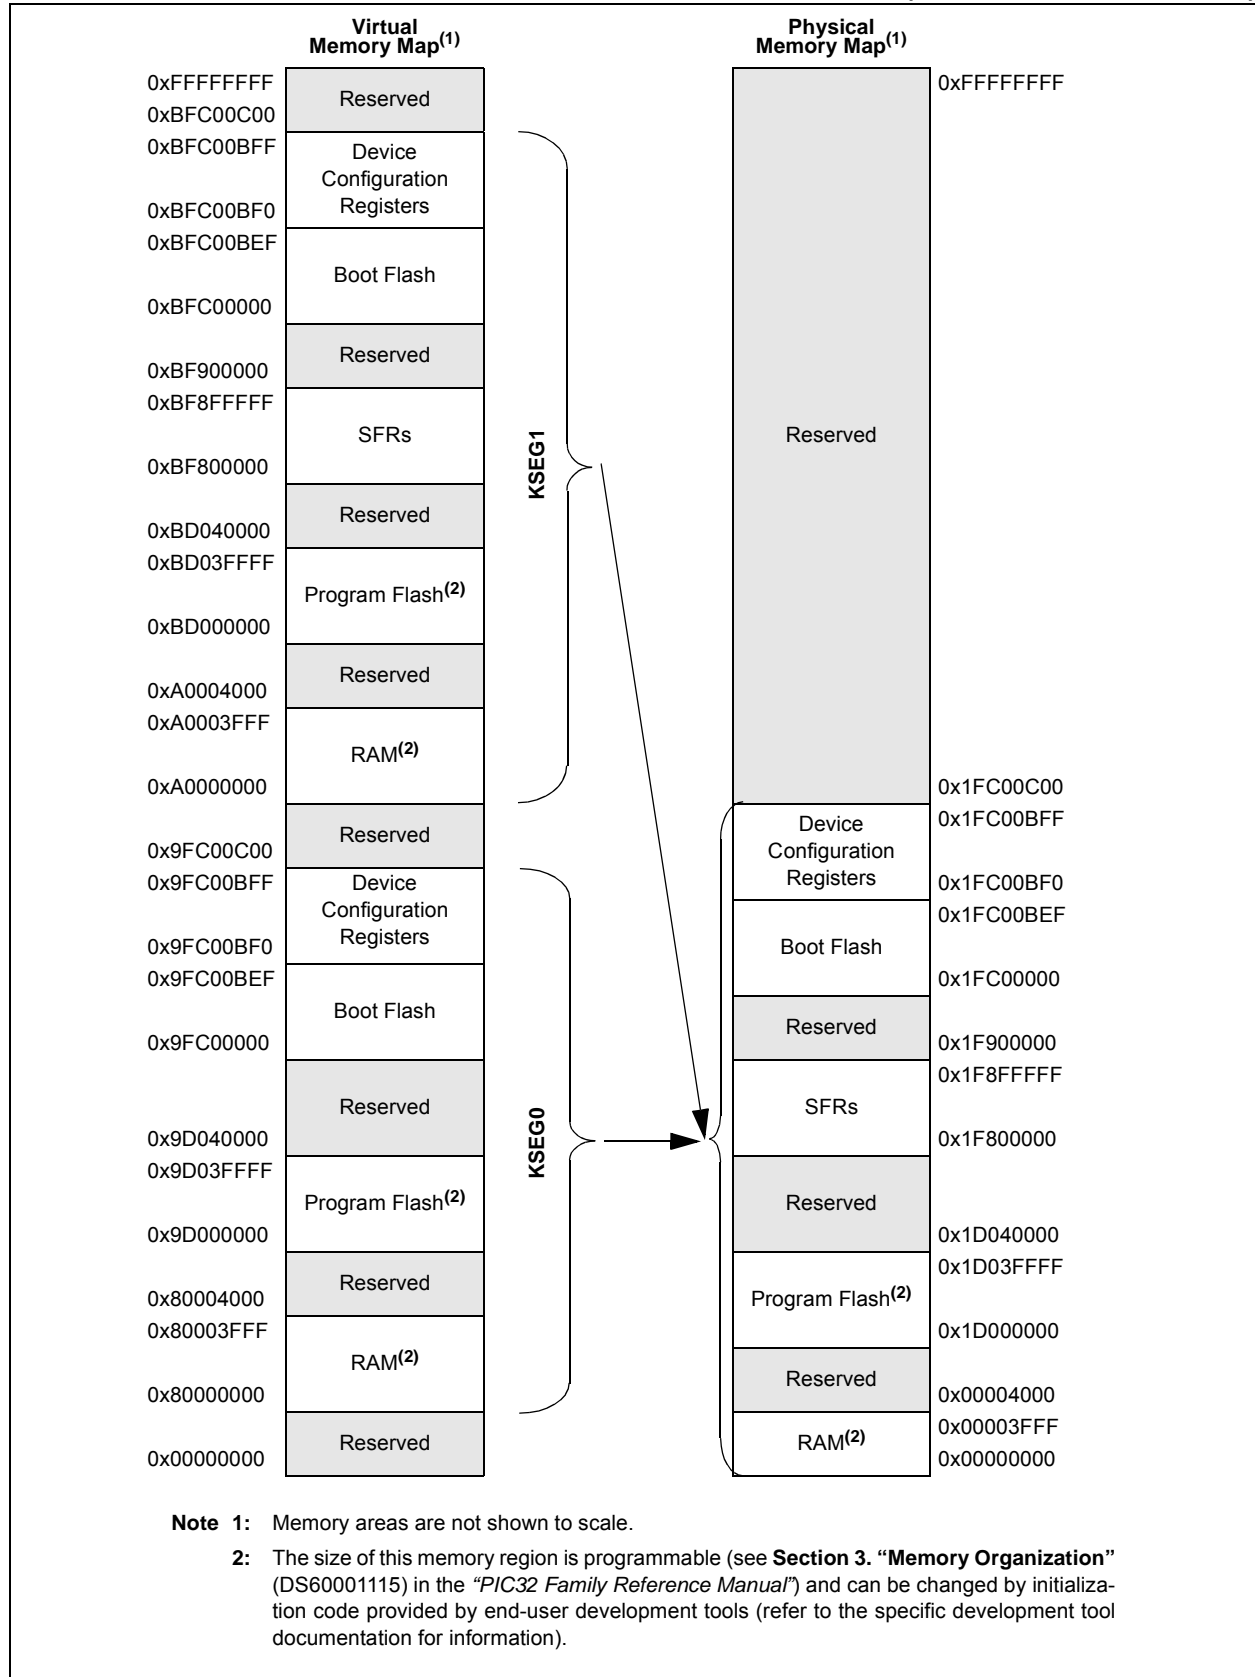 Virtual
Memory Map(1)
Physical
Memory Map(1)
0xFFFFFFFF
Reserved
0xBFC00C00
0xBFC00BFF
Device
Configuration
Registers
0xBFC00BF0
0xBFC00BEF
Boot Flash
0xBFC00000
Reserved
0xBF900000
0xBF8FFFFF
SFRs
0xBF800000
Reserved
0xBD040000
0xBD03FFFF
Program Flash(2)
0xBD000000
Reserved
0xA0004000
0xA0003FFF
RAM(2)
0xA0000000
Reserved
0x9FC00C00
0x9FC00BFF
Device
Configuration
Registers
0x9FC00BF0
0x9FC00BEF
Boot Flash
0x9FC00000
Reserved
0x9D040000
0x9D03FFFF
Program Flash(2)
0x9D000000
Reserved
0x80004000
0x80003FFF
RAM(2)
0x80000000
Reserved
0x00000000
KSEG1
KSEG0
0xFFFFFFFF
Reserved
0x1FC00C00
0x1FC00BFF
Device
Configuration
Registers
0x1FC00BF0
0x1FC00BEF
Boot Flash
0x1FC00000
Reserved
0x1F900000
0x1F8FFFFF
SFRs
0x1F800000
Reserved
0x1D040000
0x1D03FFFF
Program Flash(2)
0x1D000000
Reserved
0x00004000
0x00003FFF
RAM(2)
0x00000000
Note 1: Memory areas are not shown to scale.
2: The size of this memory region is programmable (see Section 3. “Memory Organization”
(DS60001115) in the “PIC32 Family Reference Manual”) and can be changed by initializa-
tion code provided by end-user development tools (refer to the specific development tool
documentation for information).